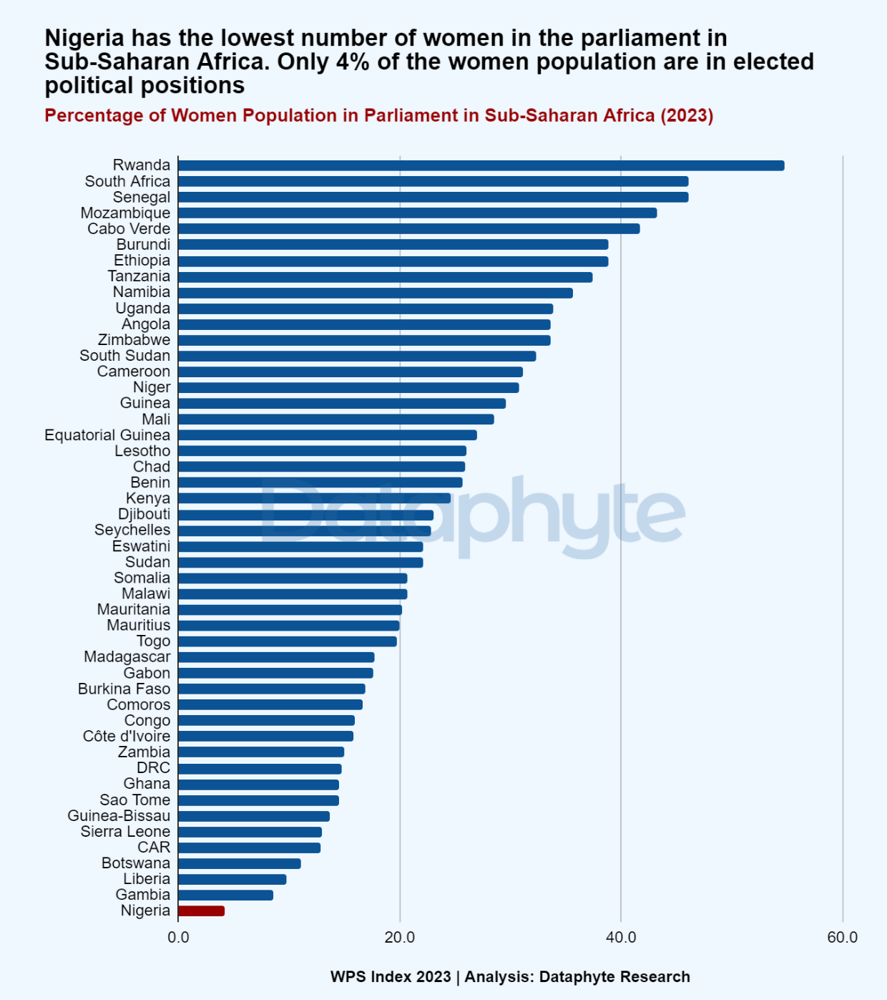 Nigeria has the lowest number of women in the parliament in
Sub-Saharan Africa. Only 4% of the women population are in elected
political positions
Percentage of Women Population in Parliament in Sub-Saharan Africa (2023)
Rwanda
South Africa
Senegal
Mozambique
Cabo Verde
Burundi
Ethiopia
Tanzania
Namibia
Uganda
Angola
Zimbabwe
South Sudan
Cameroon
Niger
Guinea
Mali
Equatorial Guinea
Lesotho
Chad
Benin
Kenya
Djibouti
Seychelles
Eswatini
Sudan
Somalia
Malawi
Mauritania
Mauritius
Togo
Madagascar
Gabon
Burkina Faso
Comoros
Congo
Côte d'Ivoire
Zambia
DRC
Ghana
Sao Tome
Guinea-Bissau
Sierra Leone
CAR
Botswana
Liberia
Gambia
Nigeria
Dataphyte
0.0 20.0 40.0 60.0
WPS Index 2023 | Analysis: Dataphyte Research